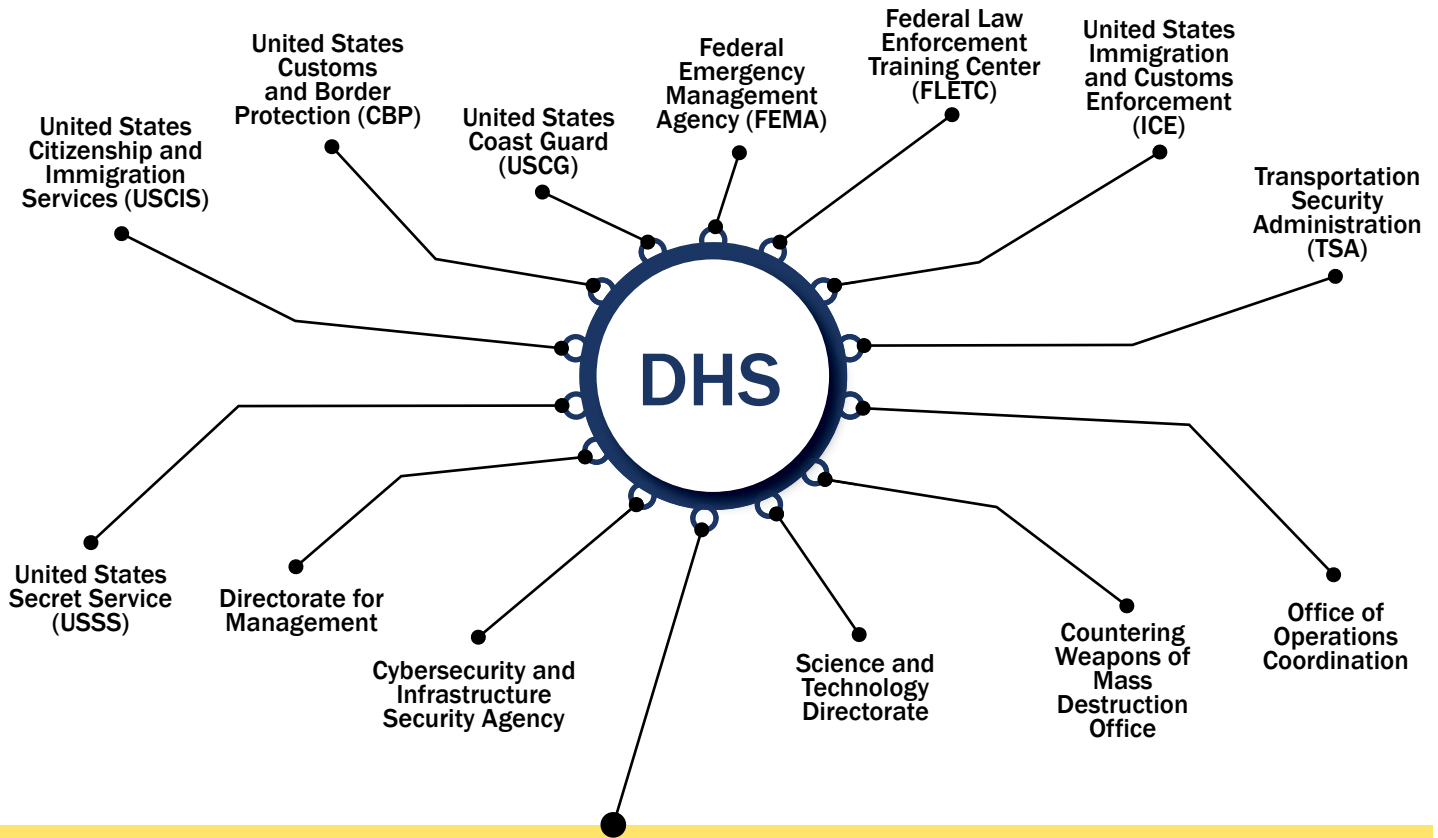 United States
Citizenship and
Immigration
Services (USCIS)
United States
Customs
and Border
Protection (CBP)
United States
Coast Guard
(USCG)
Federal
Emergency
Management
Agency (FEMA)
Federal Law
Enforcement
Training Center
(FLETC)
United States
Immigration
and Customs
Enforcement
(ICE)
Transportation
Security
Administration
(TSA)
DHS
United States
Secret Service
(USSS)
Directorate for
Management
Cybersecurity and
Infrastructure
Security Agency
Science and
Technology
Directorate
Countering
Weapons of
Mass
Destruction
Office
Office of
Operations
Coordination